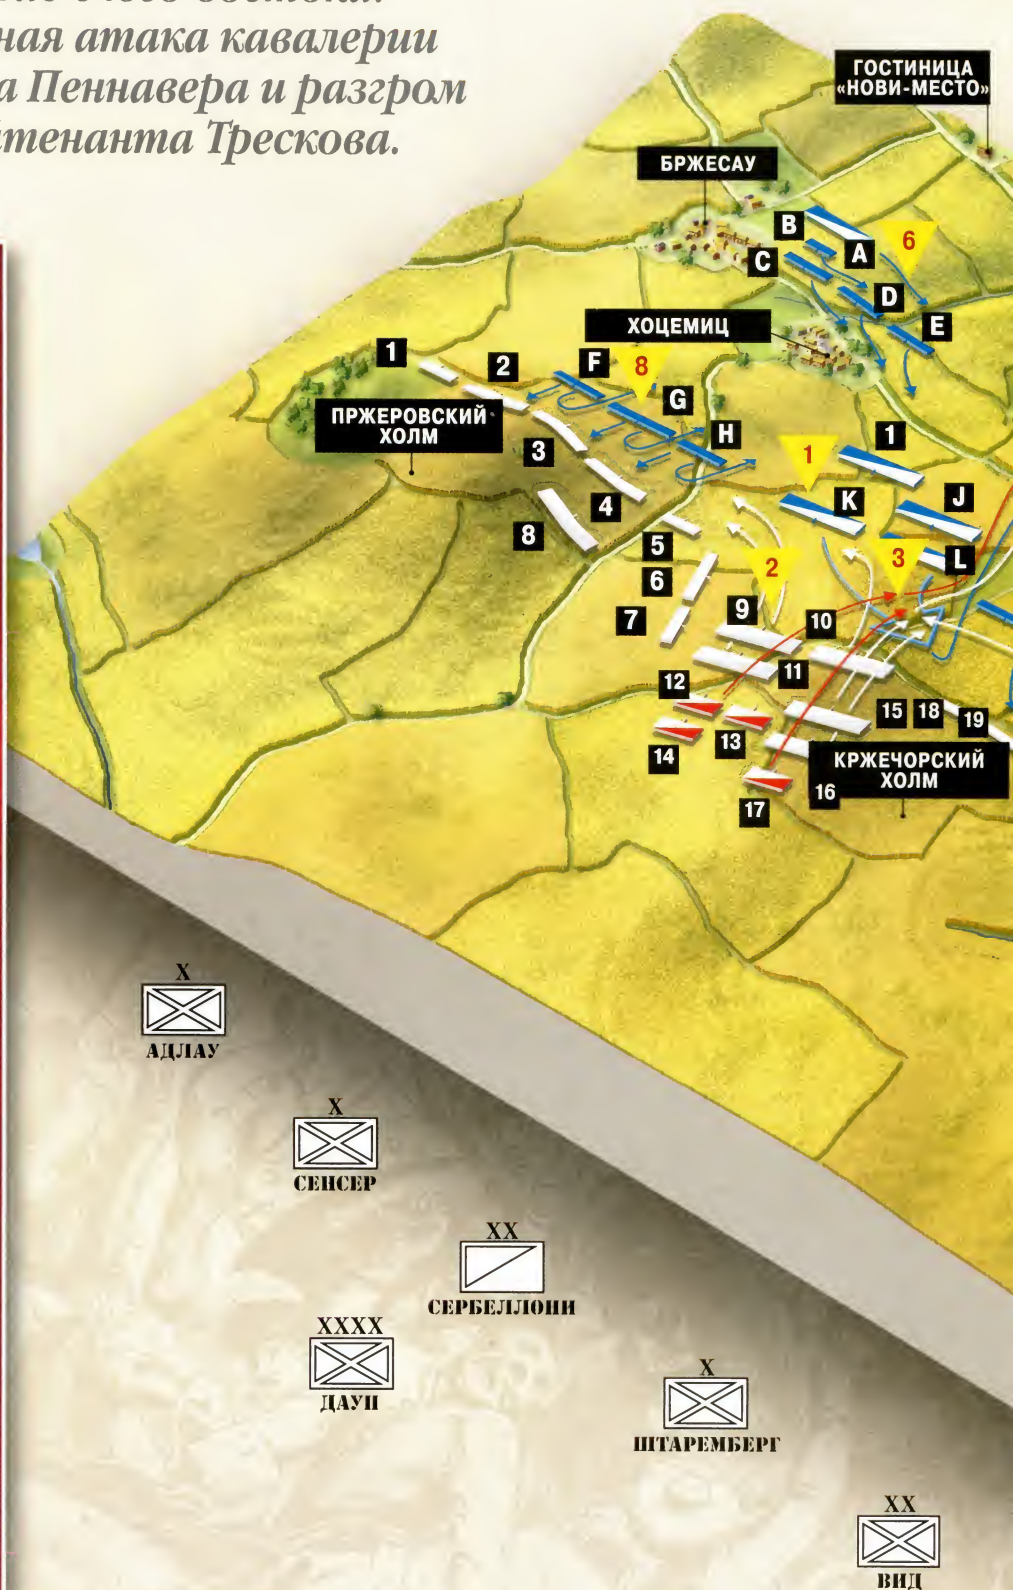 ная атака кавалерии
а Пеннавера и разгром
йтенанта Трескова.
ГОСТИНИЦА
«НОВИ-МЕСТО»
БРЖЕСАУ
B
6
A
C
D
E
ХОЦЕМИЦ
1
2
F
8
G
H
ПРЖЕРОВСКИЙ
ХОЛМ
3
4
8
1
1
K
J
L
5
6
7
2
3
9
10
11
12
13
14
15
18
19
КРЖЕЧОРСКИЙ
ХОЛМ
16
17
X
АДЛАУ
X
СЕНСЕР
XX
СЕРБЕЛЛОНИ
XXXX
ДАУН
X
ШТАРЕМБЕРГ
XX
ВИД